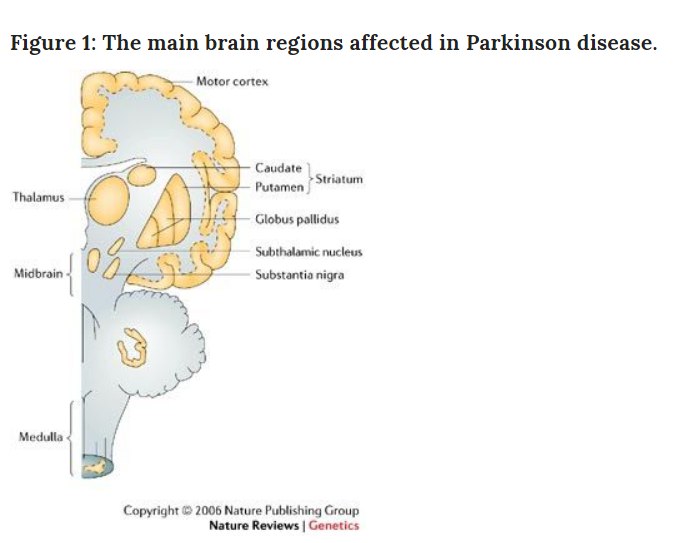 Figure 1: The main brain regions affected in Parkinson disease.
Motor cortex
Caudate
Putamen
Striatum
Thalamus
Globus pallidus
Subthalamic nucleus
Midbrain
Substantia nigra
Medulla
Copyright © 2006 Nature Publishing Group
Nature Reviews | Genetics